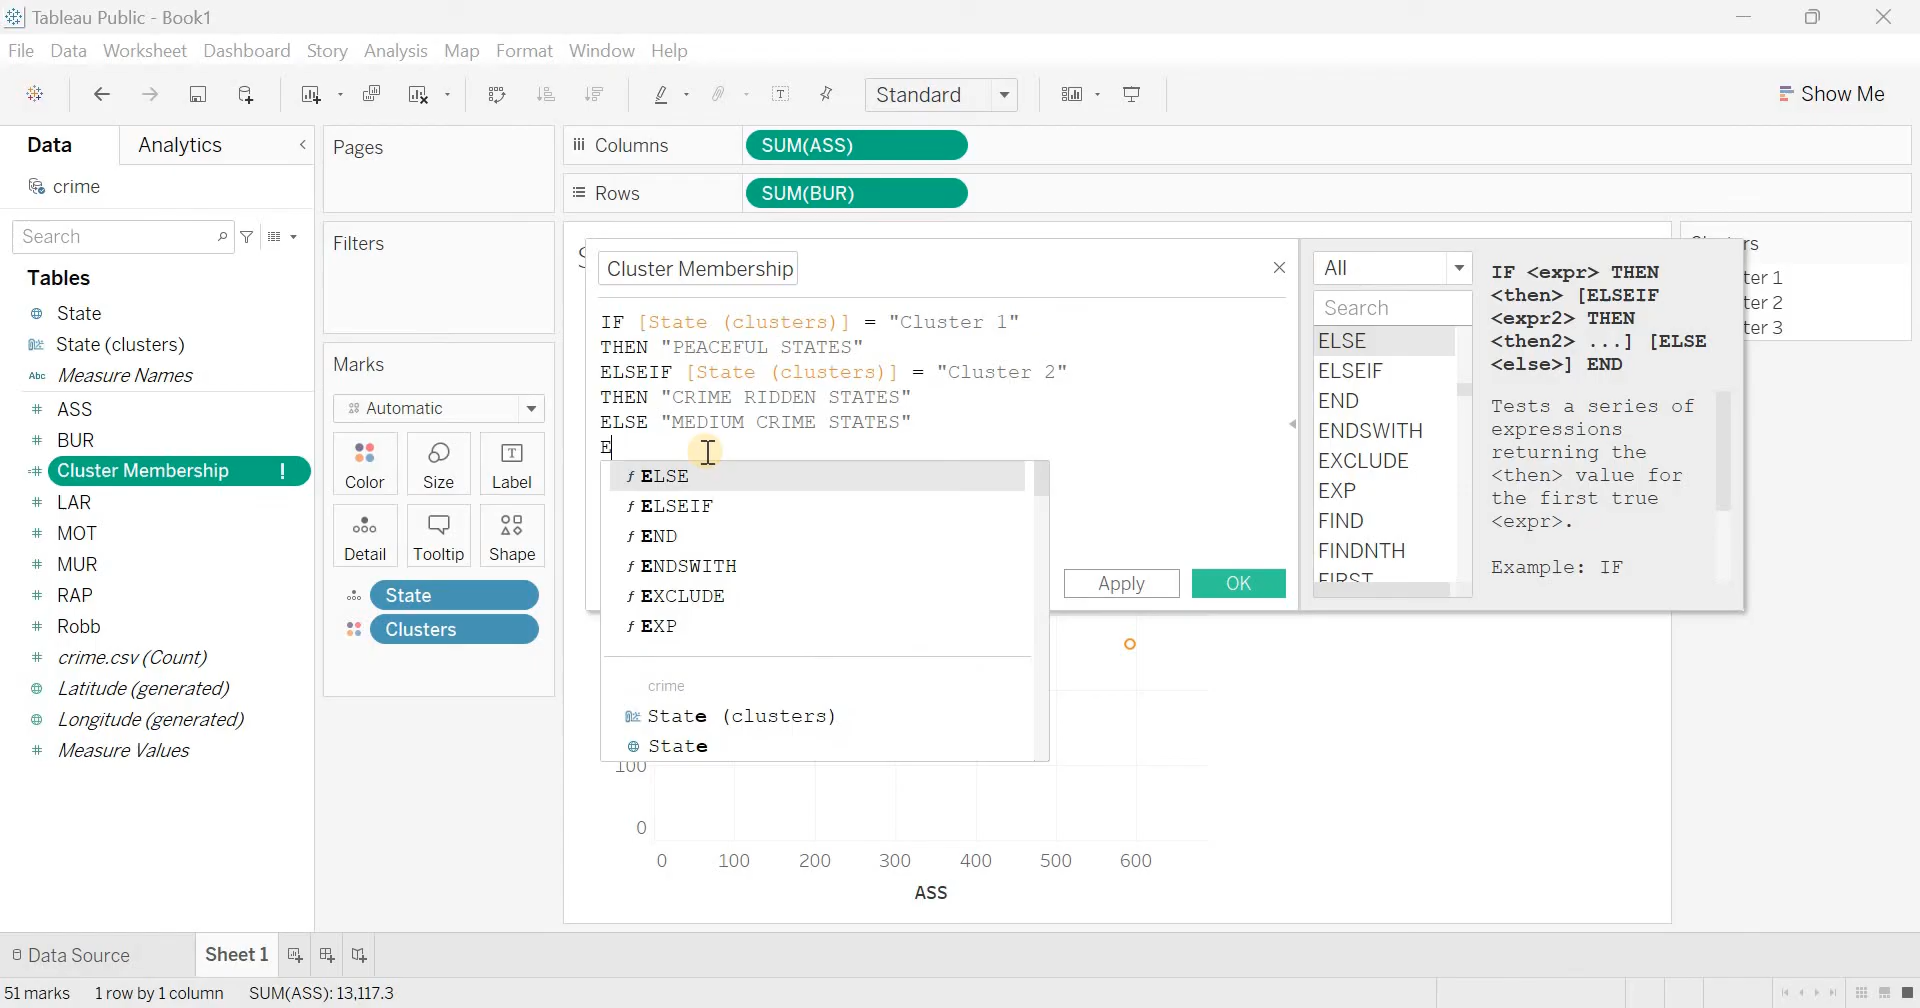 Tableau Public - Book1
File Data Worksheet Dashboard Story Analysis Map Format Window Help
Standard
Show Me
Data Analytics
Pages
Columns SUM(ASS)
crime
Rows SUM(BUR)
Search
Filters
Tables
State
State (clusters)
Abc Measure Names
# ASS
# BUR
Cluster Membership !
# LAR
# MOT
# MUR
# RAP
# Robb
# crime.csv (Count)
Latitude (generated)
Longitude (generated)
# Measure Values
Marks
Automatic
Color Size Label
Detail Tooltip Shape
State
Clusters
Cluster Membership
IF [State (clusters)] = "Cluster 1"
THEN "PEACEFUL STATES"
ELSEIF [State (clusters)] = "Cluster 2"
THEN "CRIME RIDDEN STATES"
ELSE "MEDIUM CRIME STATES"
E
f ELSE
f ELSEIF
f END
f ENDSWITH
f EXCLUDE
f EXP
crime
State (clusters)
State
Apply OK
All
Search
ELSE
ELSEIF
END
ENDSWITH
EXCLUDE
EXP
FIND
FINDNTH
FIRST
IF <expr> THEN
<then> [ELSEIF
<expr2> THEN
<then2> ...] [ELSE
<else>] END
Tests a series of
expressions
returning the
<then> value for
the first true
<expr>.
Example: IF
rs
ter 1
ter 2
ter 3
100
0
0 100 200 300 400 500 600
ASS
Data Source Sheet 1
51 marks 1 row by 1 column SUM(ASS): 13,117.3